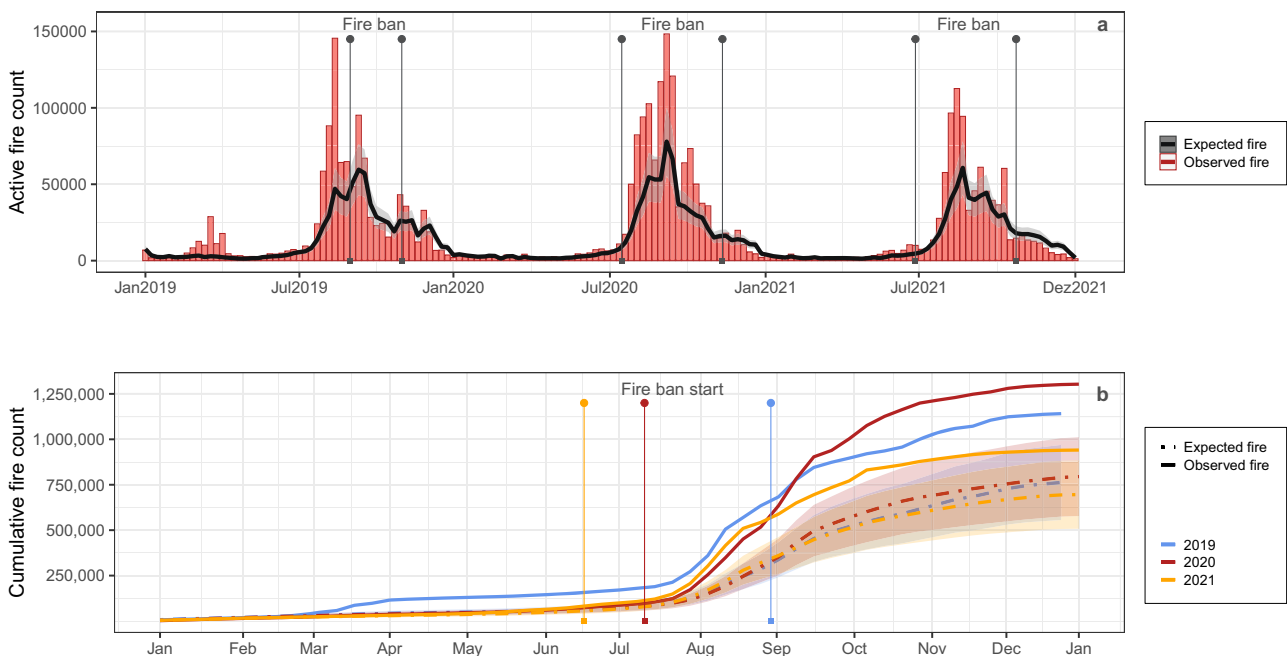 Fire ban Fire ban Fire ban a
150000
100000
50000
0
Active fire count
Jan2019 Jul2019 Jan2020 Jul2020 Jan2021 Jul2021 Dez2021
Expected fire
Observed fire
Fire ban start b
1,250,000
1,000,000
750,000
500,000
250,000
Cumulative fire count
Jan Feb Mar Apr May Jun Jul Aug Sep Oct Nov Dec Jan
Expected fire
Observed fire
2019
2020
2021